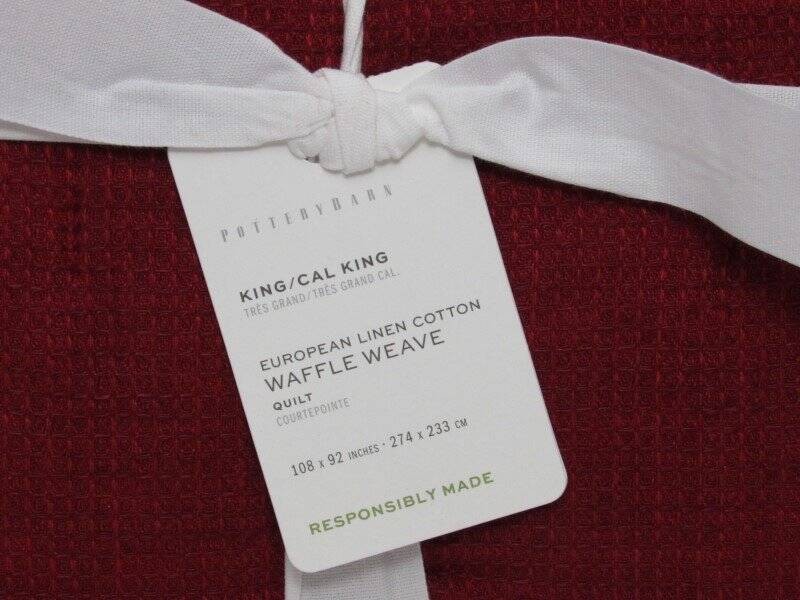 POTTERYBARN
KING/CAL KING
TRÈS GRAND/TRÈS GRAND CAL.
EUROPEAN LINEN COTTON
WAFFLE WEAVE
QUILT
COURTEPOINTE
108 x 92 INCHES · 274 x 233 CM
RESPONSIBLY MADE